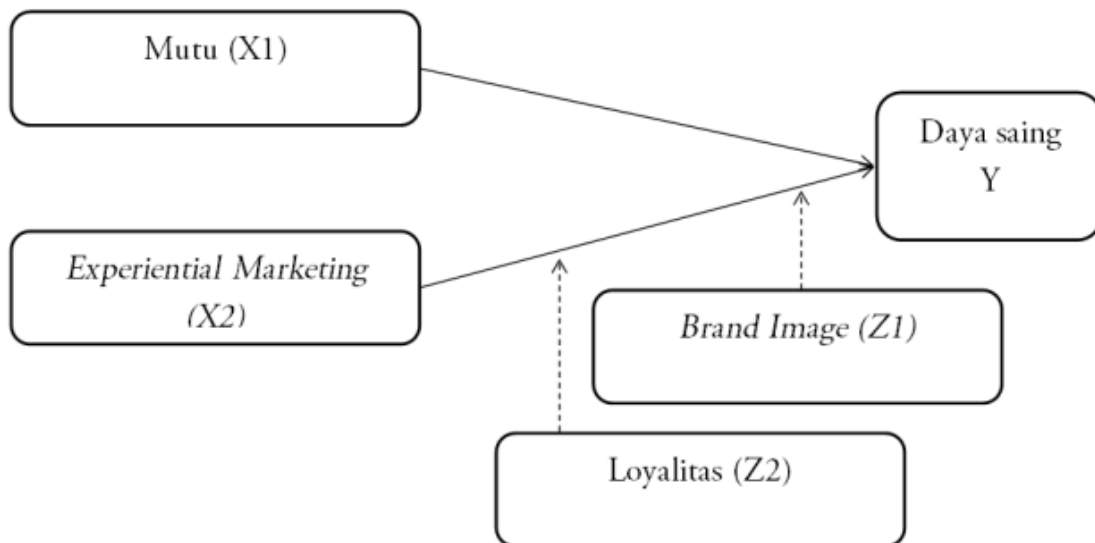 Mutu (X1)
Daya saing
Y
Experiential Marketing
(X2)
Brand Image (Z1)
Loyalitas (Z2)